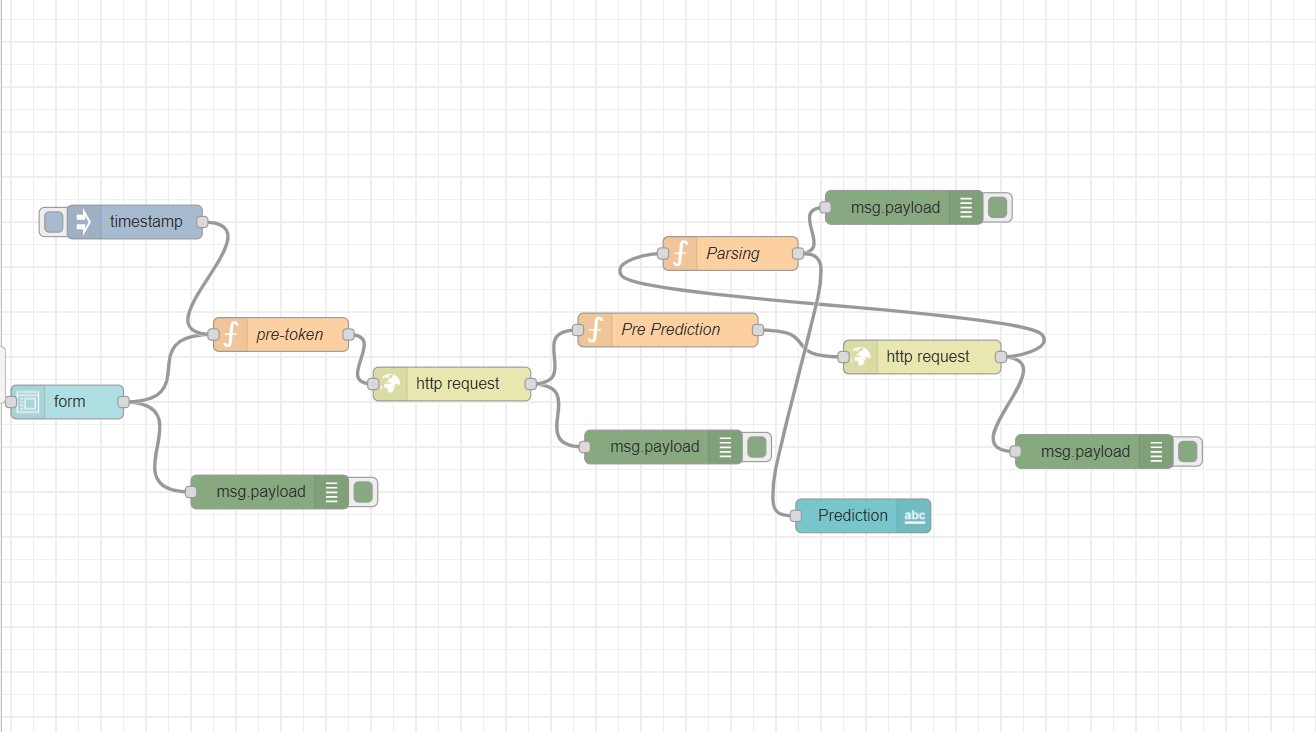 msg.payload
timestamp
Parsing
pre-token
Pre Prediction
http request
http request
form
msg.payload
msg.payload
msg.payload
Prediction
abc